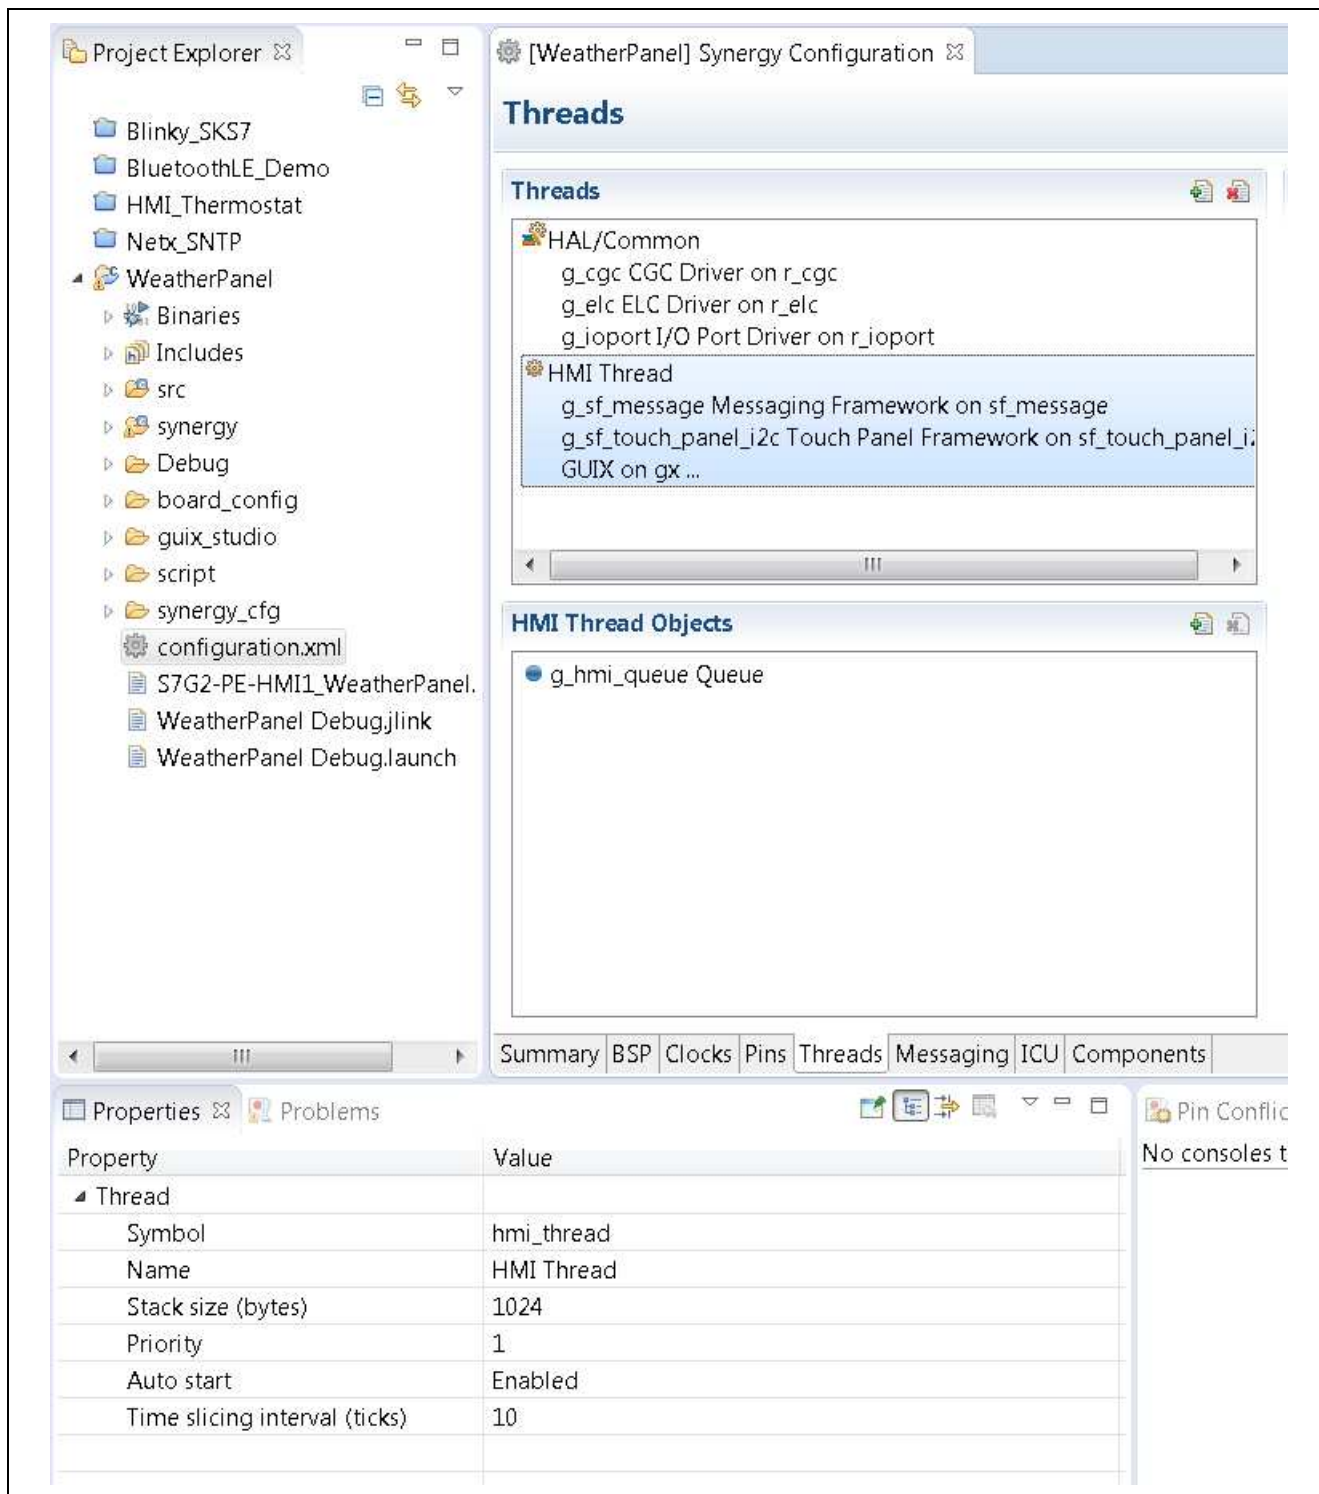 Project Explorer
Blinky_SKS7
BluetoothLE_Demo
HMI_Thermostat
Netx_SNTP
WeatherPanel
Binaries
Includes
src
synergy
Debug
board_config
guix_studio
script
synergy_cfg
configuration.xml
S7G2-PE-HMI1_WeatherPanel.
WeatherPanel Debug.jlink
WeatherPanel Debug.launch
[WeatherPanel] Synergy Configuration
Threads
Threads
HAL/Common
g_cgc CGC Driver on r_cgc
g_elc ELC Driver on r_elc
g_ioport I/O Port Driver on r_ioport
HMI Thread
g_sf_message Messaging Framework on sf_message
g_sf_touch_panel_i2c Touch Panel Framework on sf_touch_panel_i2
GUIX on gx ...
HMI Thread Objects
g_hmi_queue Queue
Summary BSP Clocks Pins Threads Messaging ICU Components
Properties Problems
Property Value
Thread
Symbol hmi_thread
Name HMI Thread
Stack size (bytes) 1024
Priority 1
Auto start Enabled
Time slicing interval (ticks) 10
Pin Conflic
No consoles t